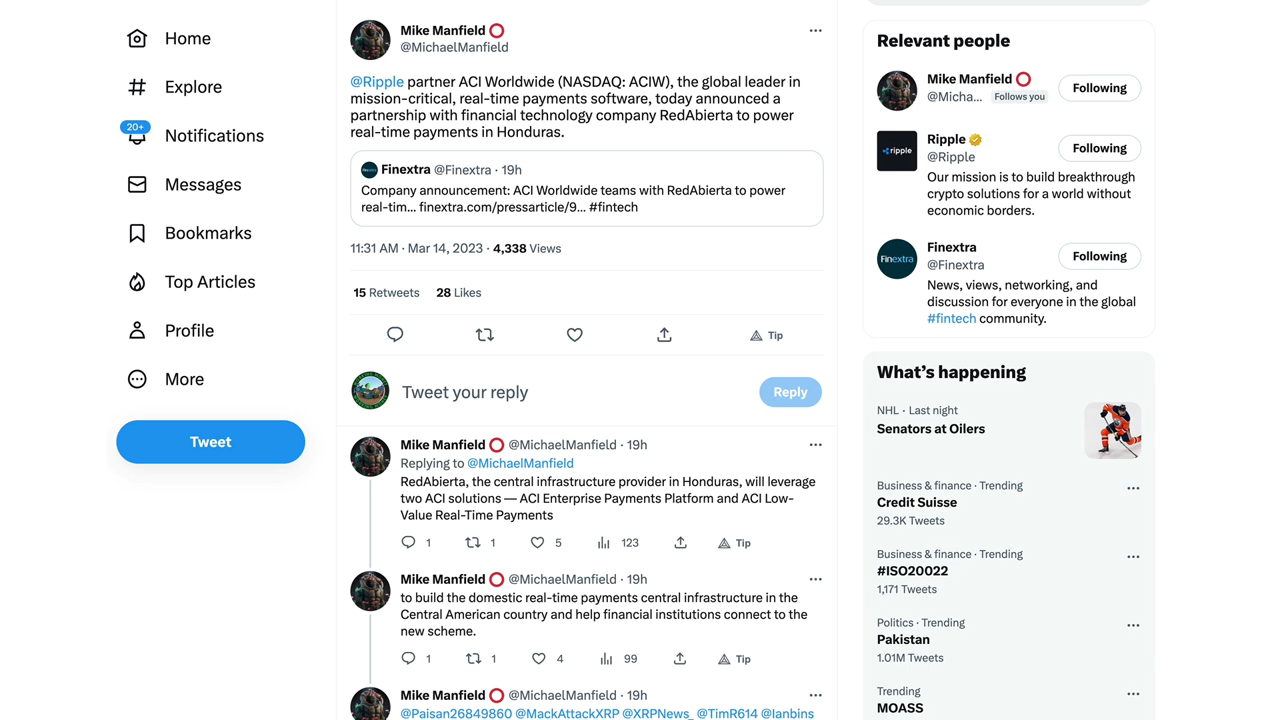 Home
Explore
20+
Notifications
Messages
Bookmarks
Top Articles
Profile
More
Tweet
Mike Manfield
@MichaelManfield
@Ripple partner ACI Worldwide (NASDAQ: ACIW), the global leader in
mission-critical, real-time payments software, today announced a
partnership with financial technology company RedAbierta to power
real-time payments in Honduras.
Finextra @Finextra · 19h
Company announcement: ACI Worldwide teams with RedAbierta to power
real-tim... finextra.com/pressarticle/9... #fintech
11:31 AM · Mar 14, 2023 · 4,338 Views
15 Retweets 28 Likes
Tip
Tweet your reply
Reply
Mike Manfield @MichaelManfield · 19h
Replying to @MichaelManfield
RedAbierta, the central infrastructure provider in Honduras, will leverage
two ACI solutions — ACI Enterprise Payments Platform and ACI Low-
Value Real-Time Payments
1 1 5 123 Tip
Mike Manfield @MichaelManfield · 19h
to build the domestic real-time payments central infrastructure in the
Central American country and help financial institutions connect to the
new scheme.
1 1 4 99 Tip
Mike Manfield @MichaelManfield · 19h
@Paisan26849860 @MackAttackXRP @XRPNews_ @TimR614 @Ianbins
Relevant people
Mike Manfield
@Micha... Follows you
Following
ripple
Ripple
@Ripple
Following
Our mission is to build breakthrough
crypto solutions for a world without
economic borders.
Finextra
Finextra
@Finextra
Following
News, views, networking, and
discussion for everyone in the global
#fintech community.
What's happening
NHL · Last night
Senators at Oilers
Business & finance · Trending
Credit Suisse
29.3K Tweets
Business & finance · Trending
#ISO20022
1,171 Tweets
Politics · Trending
Pakistan
1.01M Tweets
Trending
MOASS